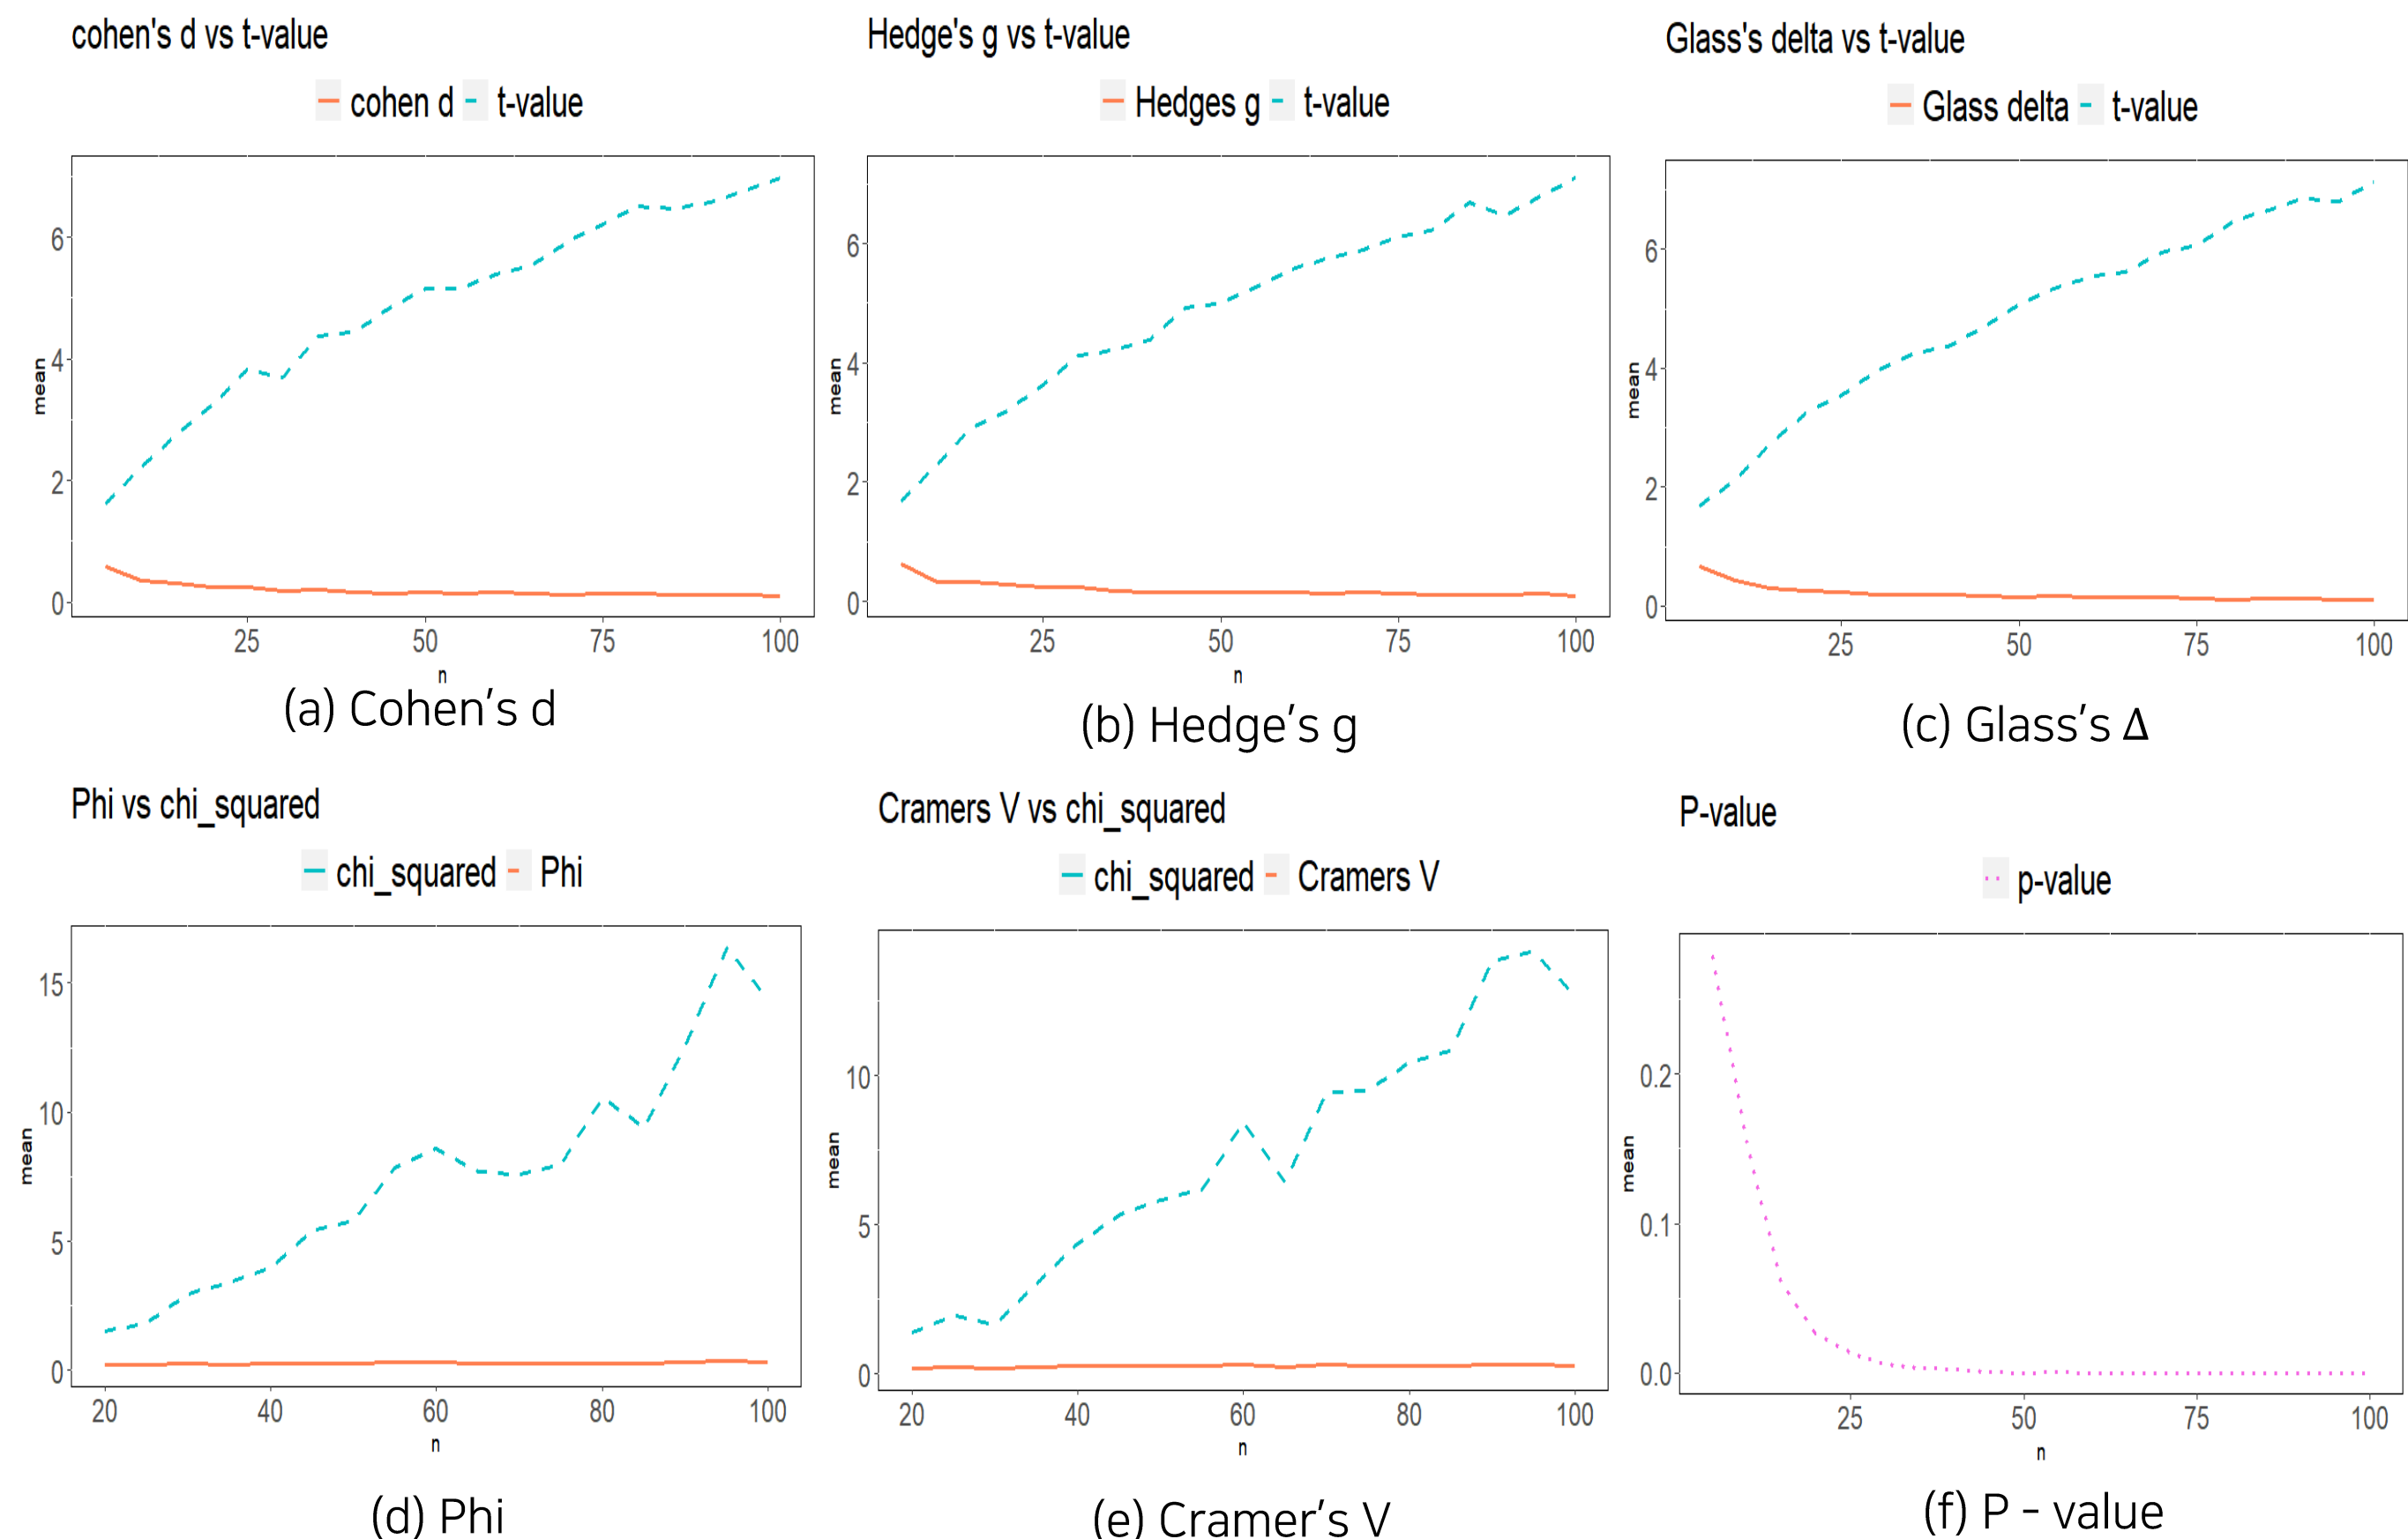 cohen's d vs t-value
cohen d t-value
mean
6
4
2
0
25 50 75 100
n
(a) Cohen's d
Hedge's g vs t-value
Hedges g t-value
mean
6
4
2
0
25 50 75 100
n
(b) Hedge's g
Glass's delta vs t-value
Glass delta t-value
mean
6
4
2
0
25 50 75 100
(c) Glass's Δ
Phi vs chi_squared
chi_squared Phi
mean
15
10
5
0
20 40 60 80 100
n
(d) Phi
Cramers V vs chi_squared
chi_squared Cramers V
mean
10
5
0
20 40 60 80 100
n
(e) Cramer's V
P-value
p-value
mean
0.2
0.1
0.0
25 50 75 100
n
(f) P - value